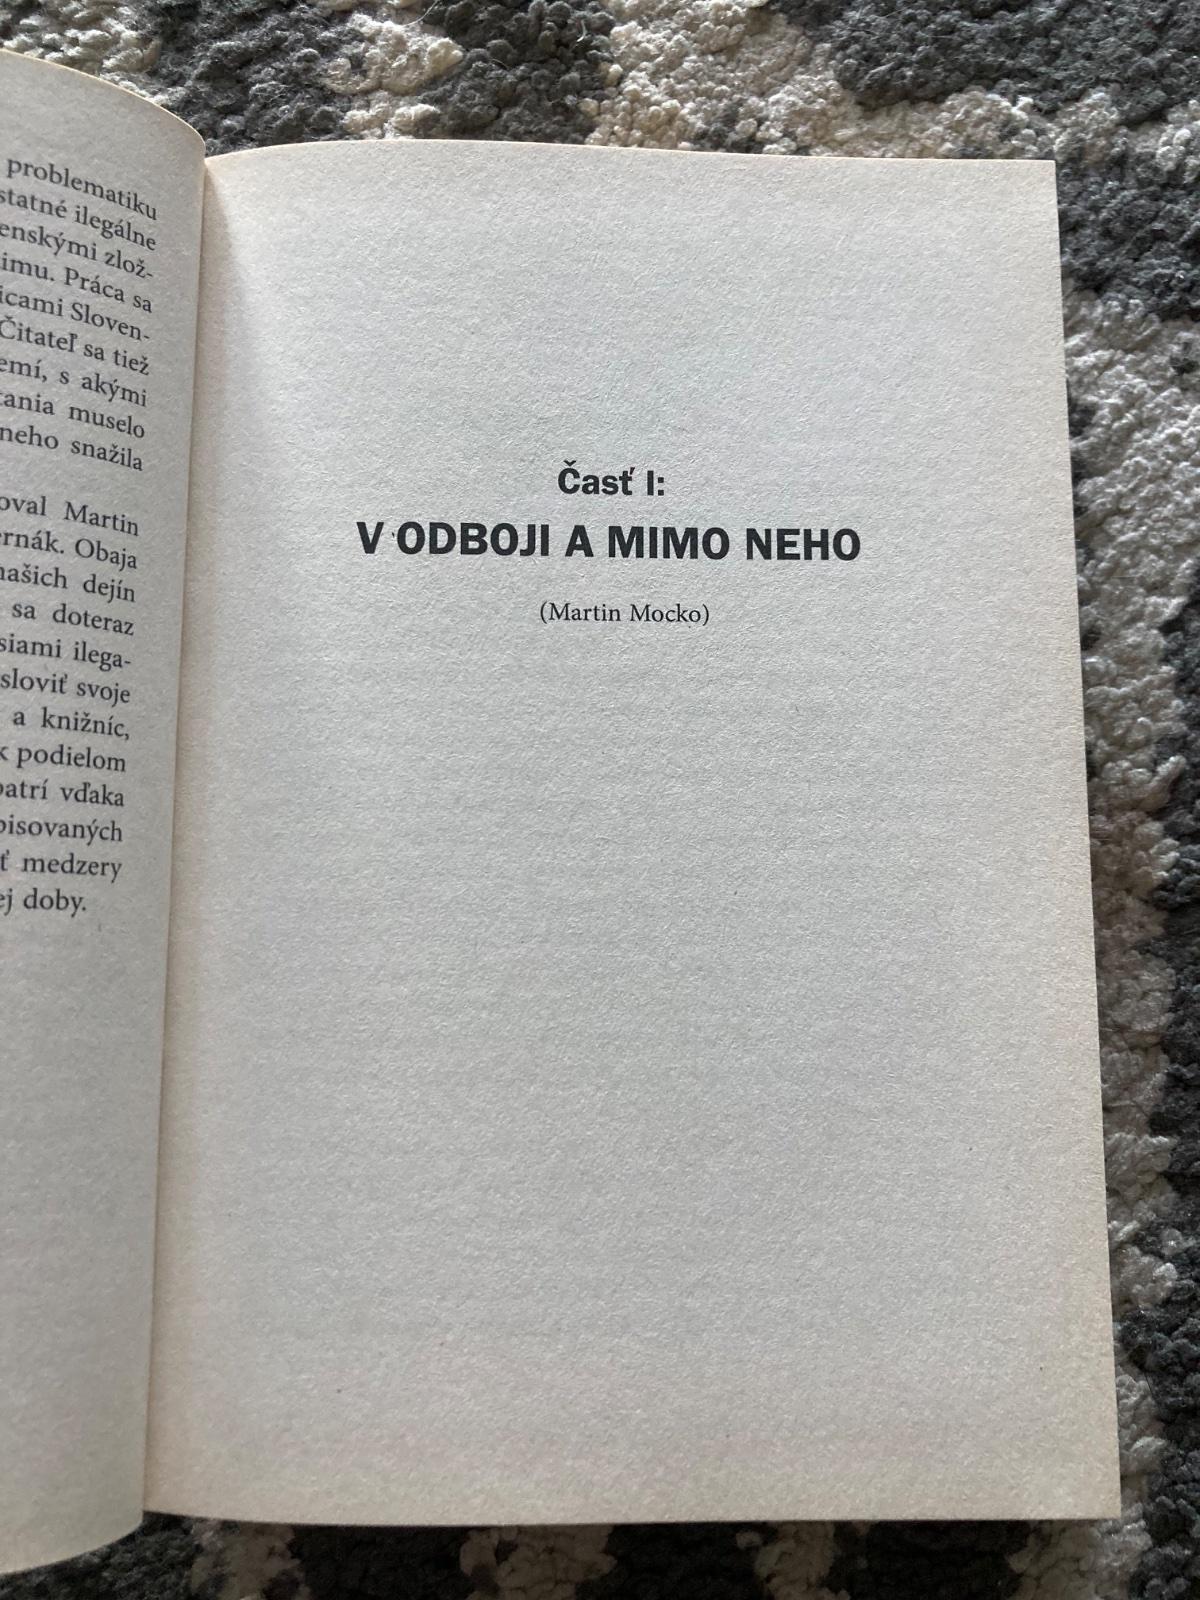 problematiku
statné ilegálne
enskými zlož-
imu. Práca sa
icami Sloven-
Čitateľ sa tiež
emí, s akými
tania muselo
neho snažila
oval Martin
ernák. Obaja
našich dejín
sa doteraz
siami ilega-
sloviť svoje
a knižníc,
k podielom
patrí vďaka
pisovaných
ť medzery
ej doby.
Časť I:
V ODBOJI A MIMO NEHO
(Martin Mocko)